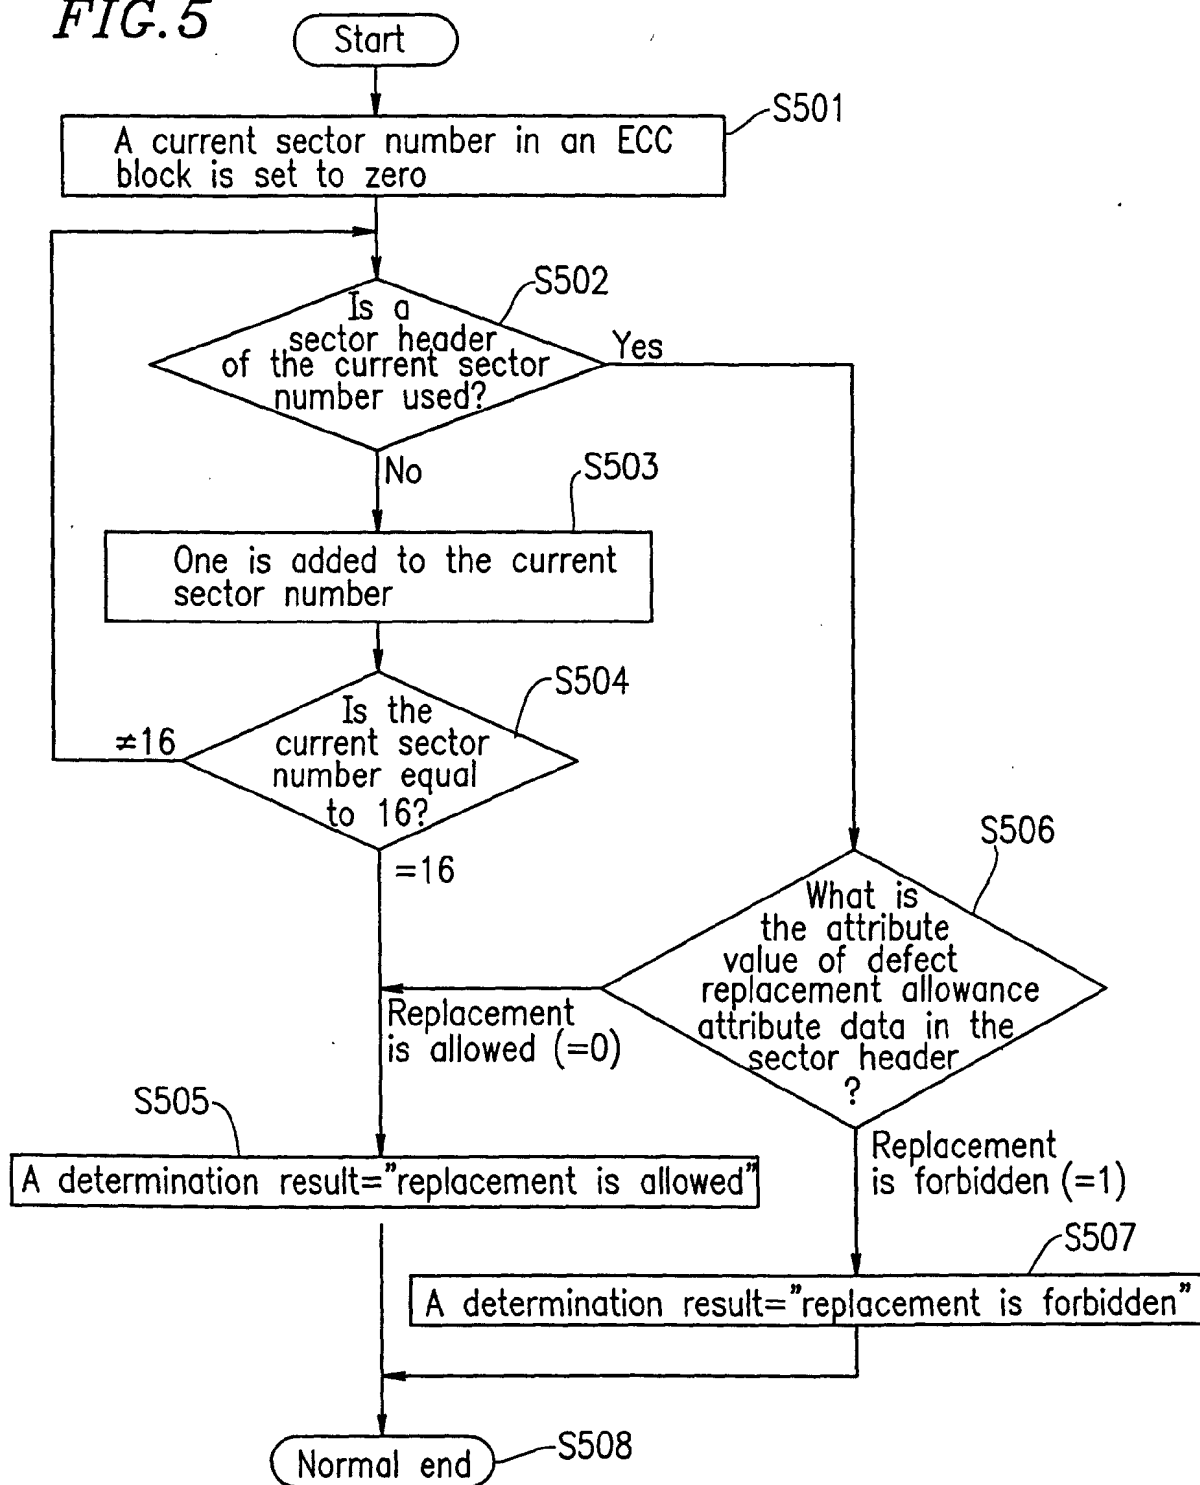 FIG.5
Start
S501
A current sector number in an ECC
block is set to zero
S502
Is a
sector header
of the current sector
number used?
Yes
No
S503
One is added to the current
sector number
S504
Is the
current sector
number equal
to 16?
≠16
=16
S506
What is
the attribute
value of defect
replacement allowance
attribute data in the
sector header
?
Replacement
is allowed (=0)
S505
A determination result="replacement is allowed"
Replacement
is forbidden (=1)
S507
A determination result="replacement is forbidden"
Normal end
S508